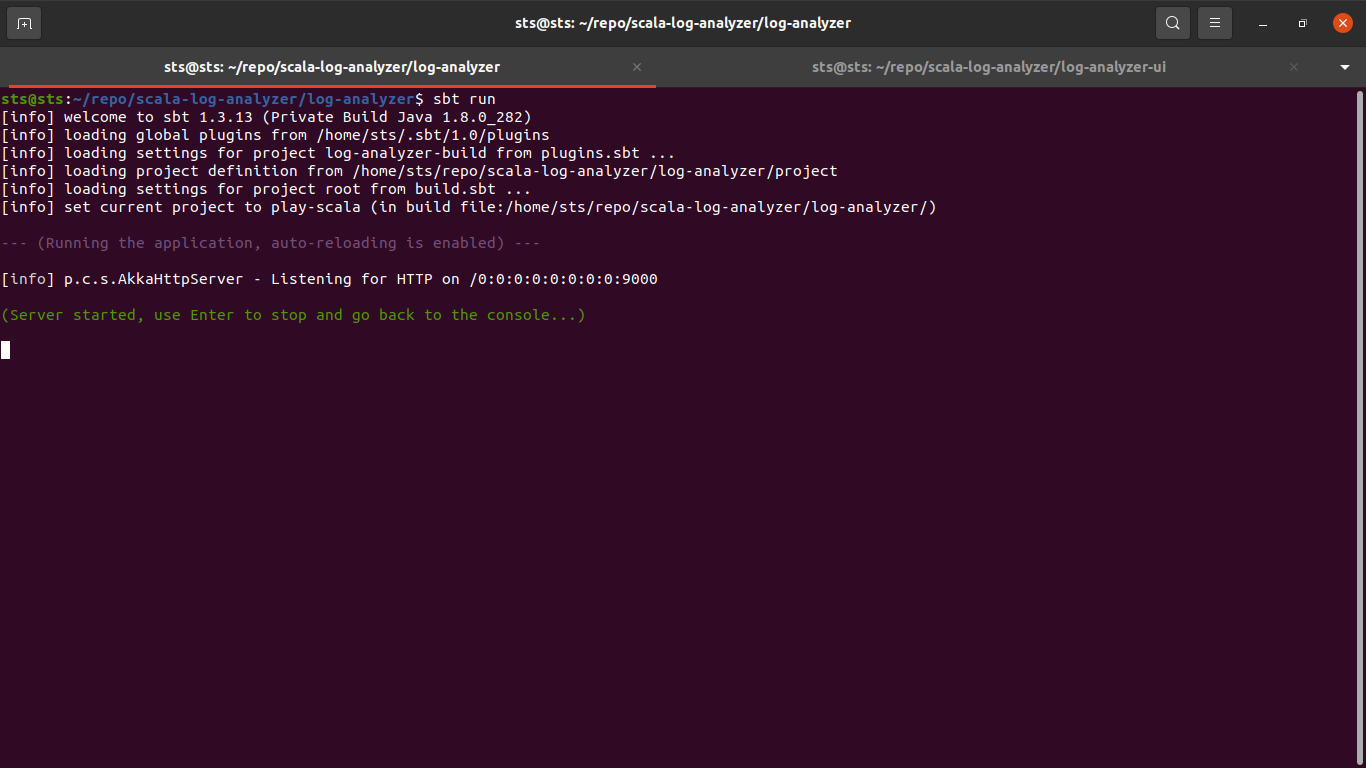 sts@sts: ~/repo/scala-log-analyzer/log-analyzer
sts@sts: ~/repo/scala-log-analyzer/log-analyzer
sts@sts: ~/repo/scala-log-analyzer/log-analyzer-ui
sts@sts:~/repo/scala-log-analyzer/log-analyzer$ sbt run
[info] welcome to sbt 1.3.13 (Private Build Java 1.8.0_282)
[info] loading global plugins from /home/sts/.sbt/1.0/plugins
[info] loading settings for project log-analyzer-build from plugins.sbt ...
[info] loading project definition from /home/sts/repo/scala-log-analyzer/log-analyzer/project
[info] loading settings for project root from build.sbt ...
[info] set current project to play-scala (in build file:/home/sts/repo/scala-log-analyzer/log-analyzer/)
--- (Running the application, auto-reloading is enabled) ---
[info] p.c.s.AkkaHttpServer - Listening for HTTP on /0:0:0:0:0:0:0:0:9000
(Server started, use Enter to stop and go back to the console...)